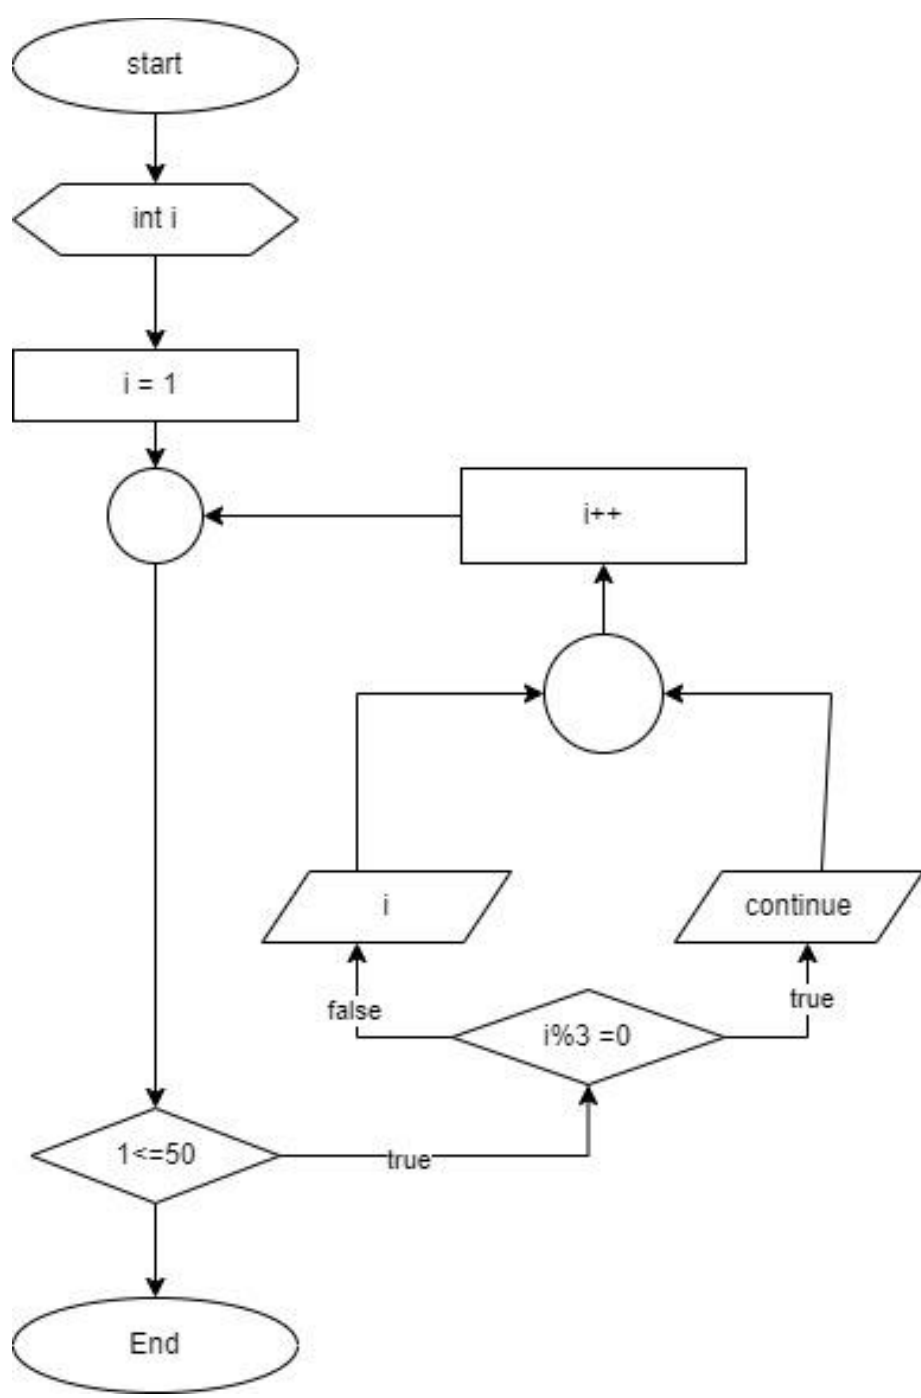 start
int i
i = 1
i++
i
continue
false
true
i%3 =0
1<=50
true
End